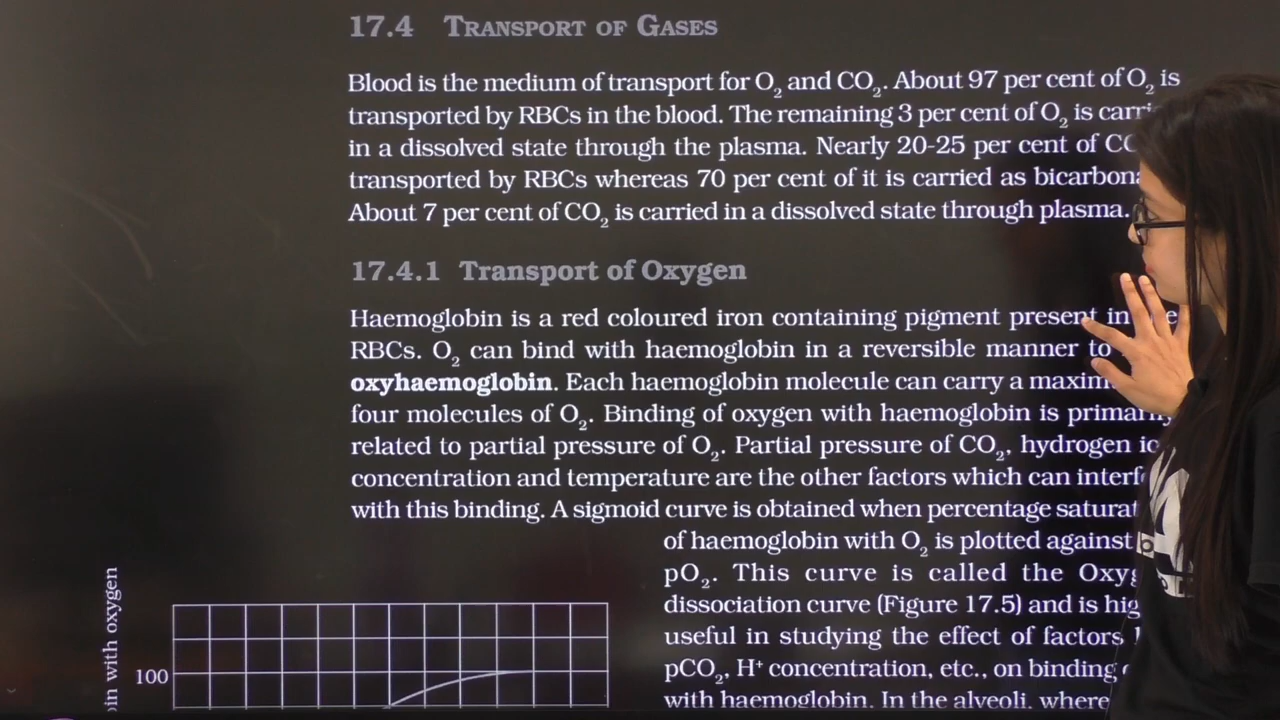 17.4 TRANSPORT OF GASES
Blood is the medium of transport for O₂ and CO₂. About 97 per cent of O₂ is
transported by RBCs in the blood. The remaining 3 per cent of O₂ is
in a dissolved state through the plasma. Nearly 20-25 per cent of
transported by RBCs whereas 70 per cent of it is carried as
About 7 per cent of CO₂ is carried in a dissolved state through plasma.
17.4.1 Transport of Oxygen
Haemoglobin is a red coloured iron containing pigment present in
RBCs. O₂ can bind with haemoglobin in a reversible manner to
oxyhaemoglobin. Each haemoglobin molecule can carry a
four molecules of O₂. Binding of oxygen with haemoglobin is
related to partial pressure of O₂. Partial pressure of CO₂, hydrogen
concentration and temperature are the other factors which can
with this binding. A sigmoid curve is obtained when percentage
of haemoglobin with O₂ is plotted against
pO₂. This curve is called the
dissociation curve (Figure 17.5) and is
useful in studying the effect of factors
pCO₂, H⁺ concentration, etc., on binding
with haemoglobin. In the alveoli, where
with oxygen
100